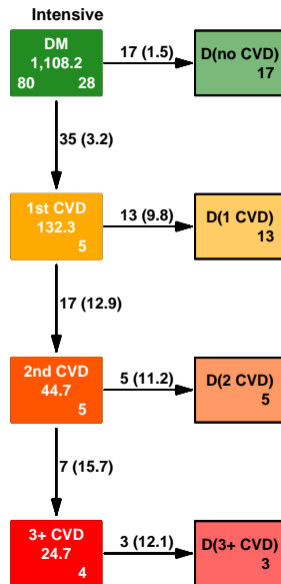 Intensive
DM
1,108.2
80 28
17 (1.5)
D(no CVD)
17
35 (3.2)
1st CVD
132.3
5
13 (9.8)
D(1 CVD)
13
17 (12.9)
2nd CVD
44.7
5
5 (11.2)
D(2 CVD)
5
7 (15.7)
3+ CVD
24.7
4
3 (12.1)
D(3+ CVD)
3